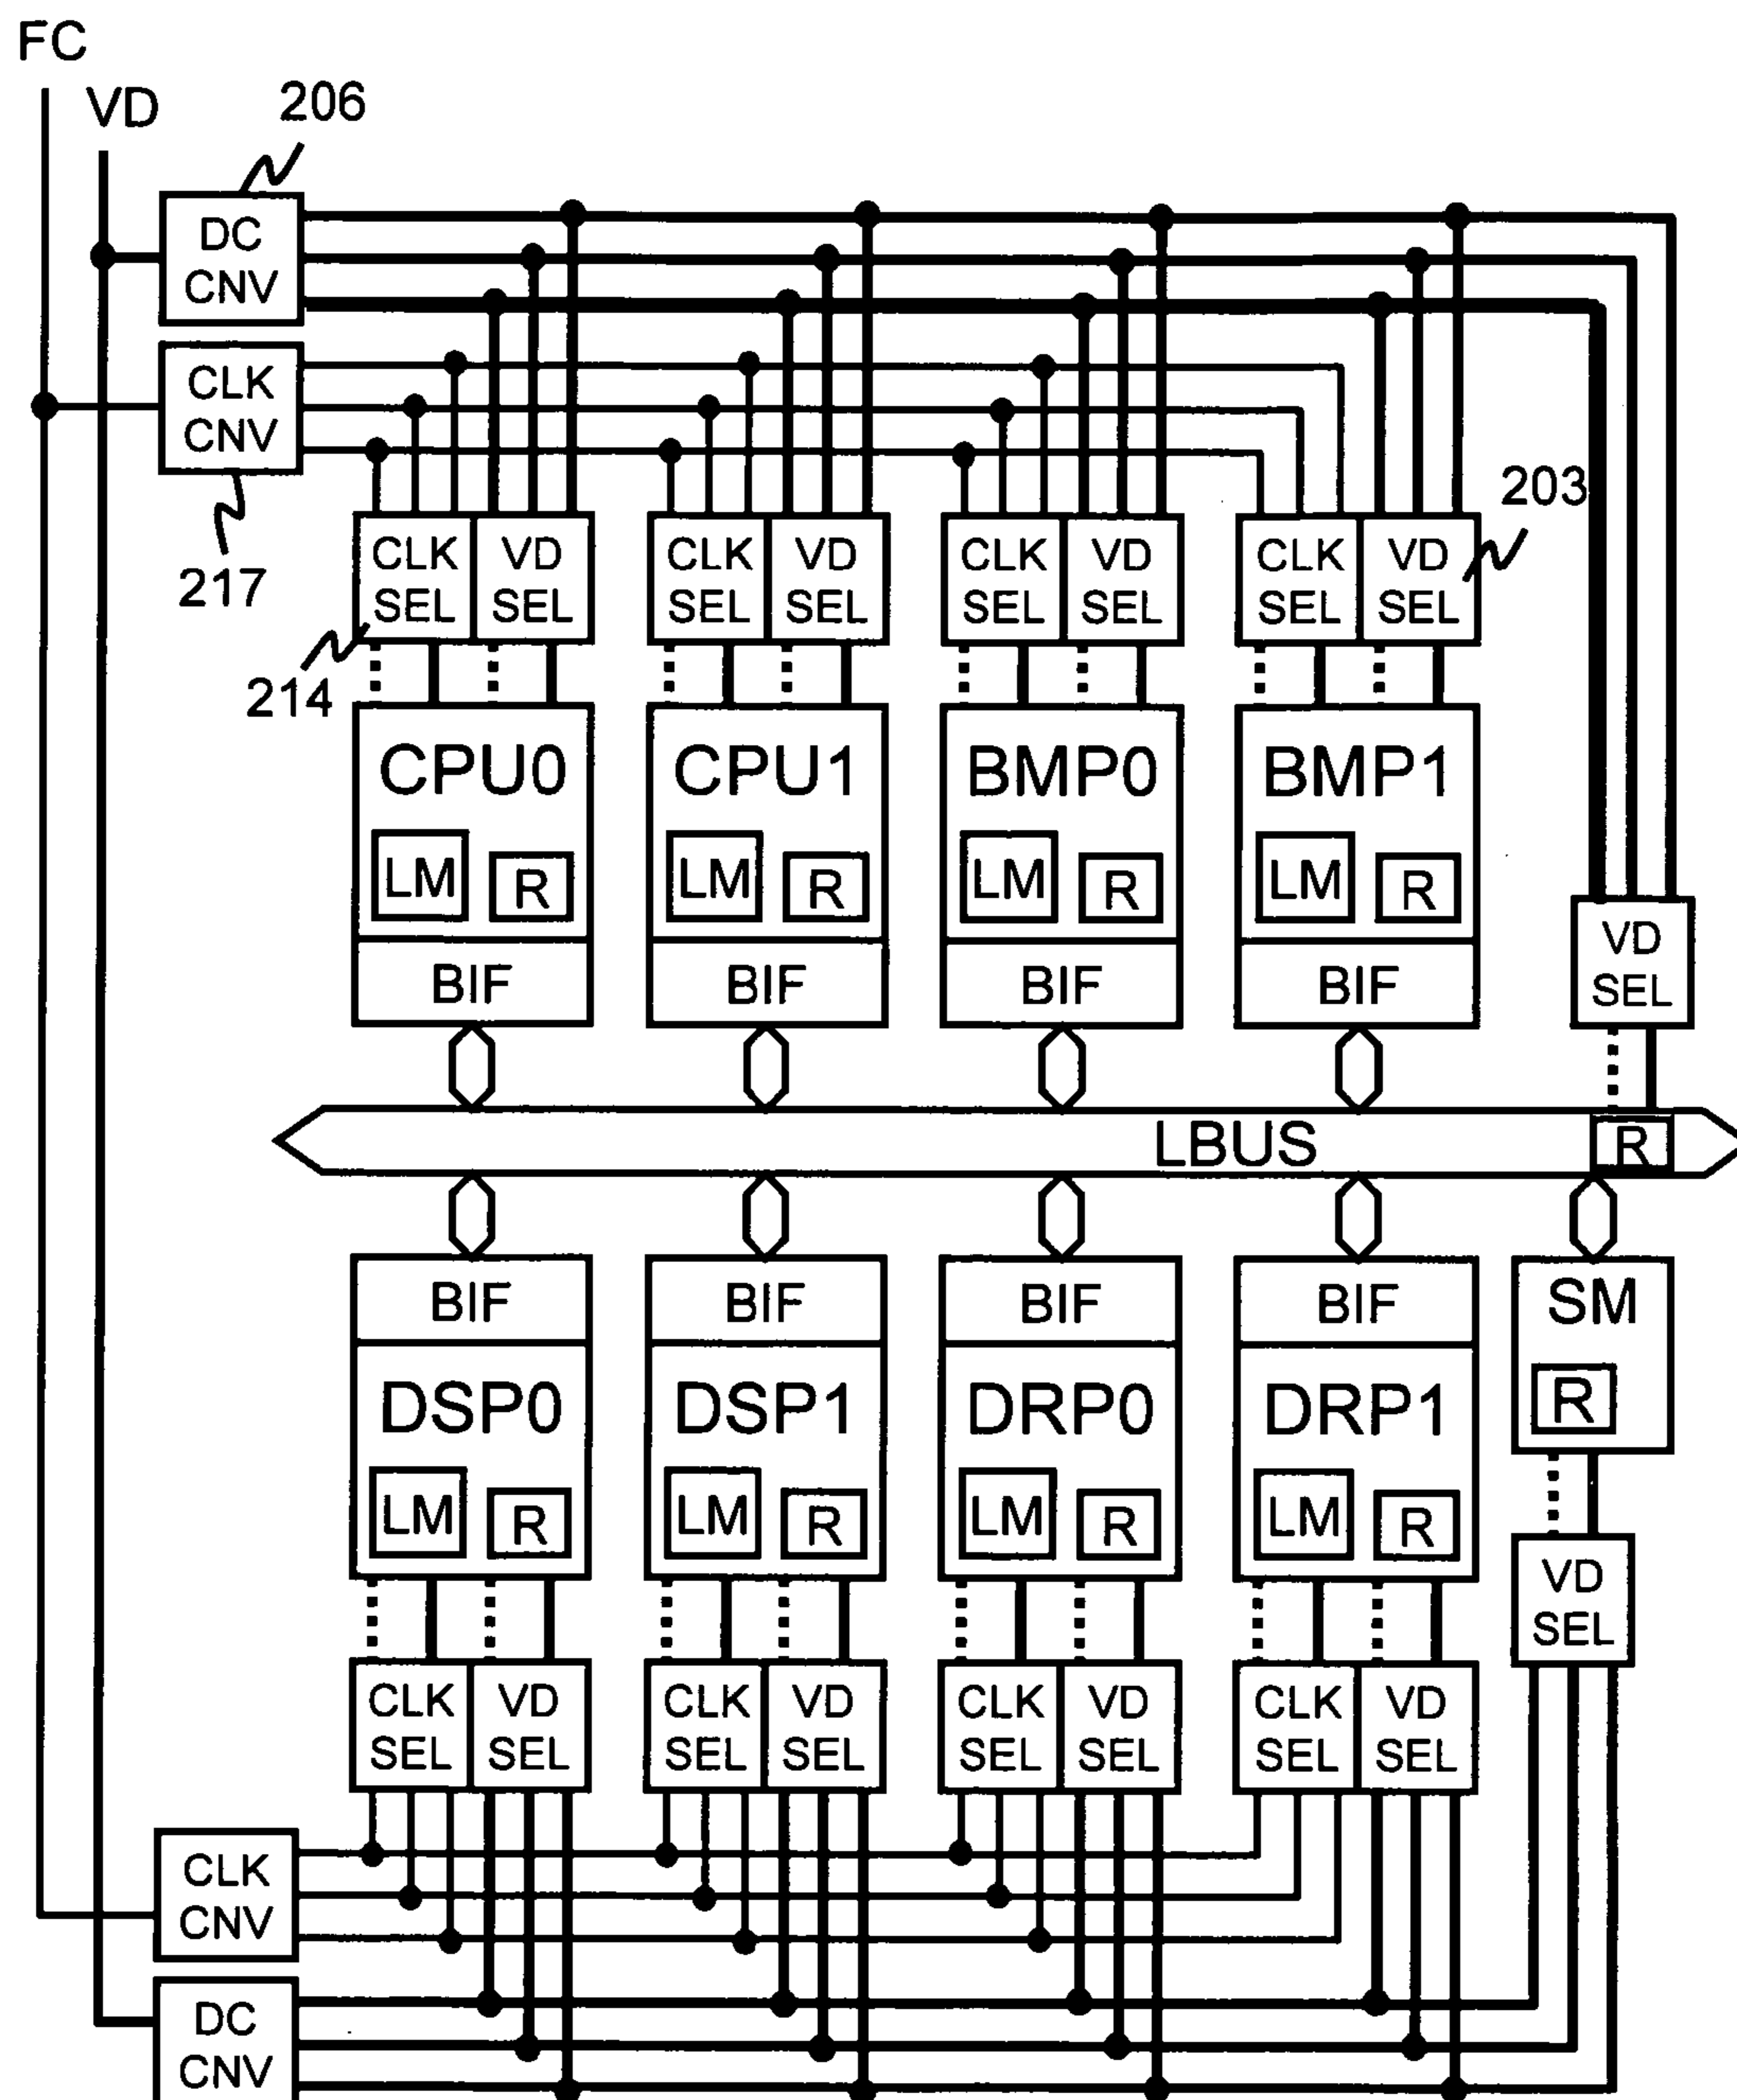 FC
VD
206
DC
CNV
CLK
CNV
203
217
CLK
SEL
VD
SEL
CLK
SEL
VD
SEL
CLK
SEL
VD
SEL
CLK
SEL
VD
SEL
214
CPU0
LM
R
BIF
CPU1
LM
R
BIF
BMP0
LM
R
BIF
BMP1
LM
R
BIF
VD
SEL
LBUS
R
BIF
DSP0
LM
R
BIF
DSP1
LM
R
BIF
DRP0
LM
R
BIF
DRP1
LM
R
SM
R
VD
SEL
CLK
SEL
VD
SEL
CLK
SEL
VD
SEL
CLK
SEL
VD
SEL
CLK
SEL
VD
SEL
CLK
CNV
DC
CNV